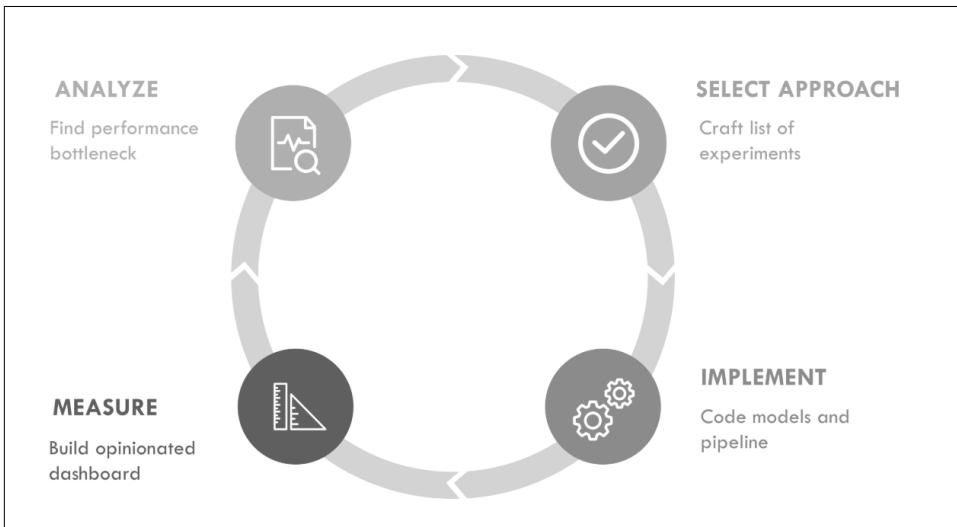 ANALYZE
Find performance
bottleneck
SELECT APPROACH
Craft list of
experiments
IMPLEMENT
Code models and
pipeline
MEASURE
Build opinionated
dashboard